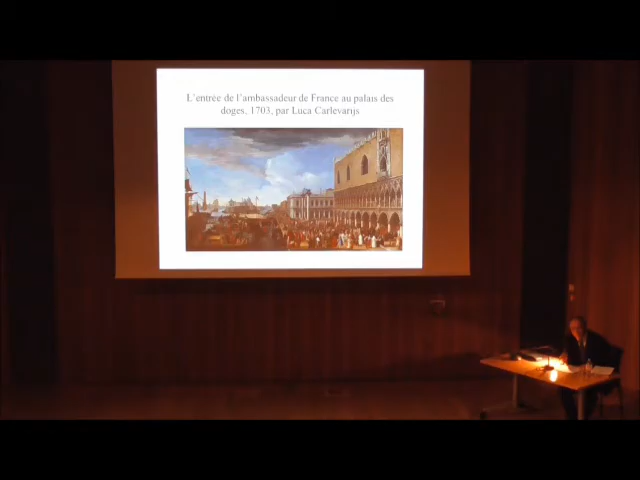 L'entrée de l'ambassadeur de France au palais des
doges, 1703, par Luca Carlevarijs